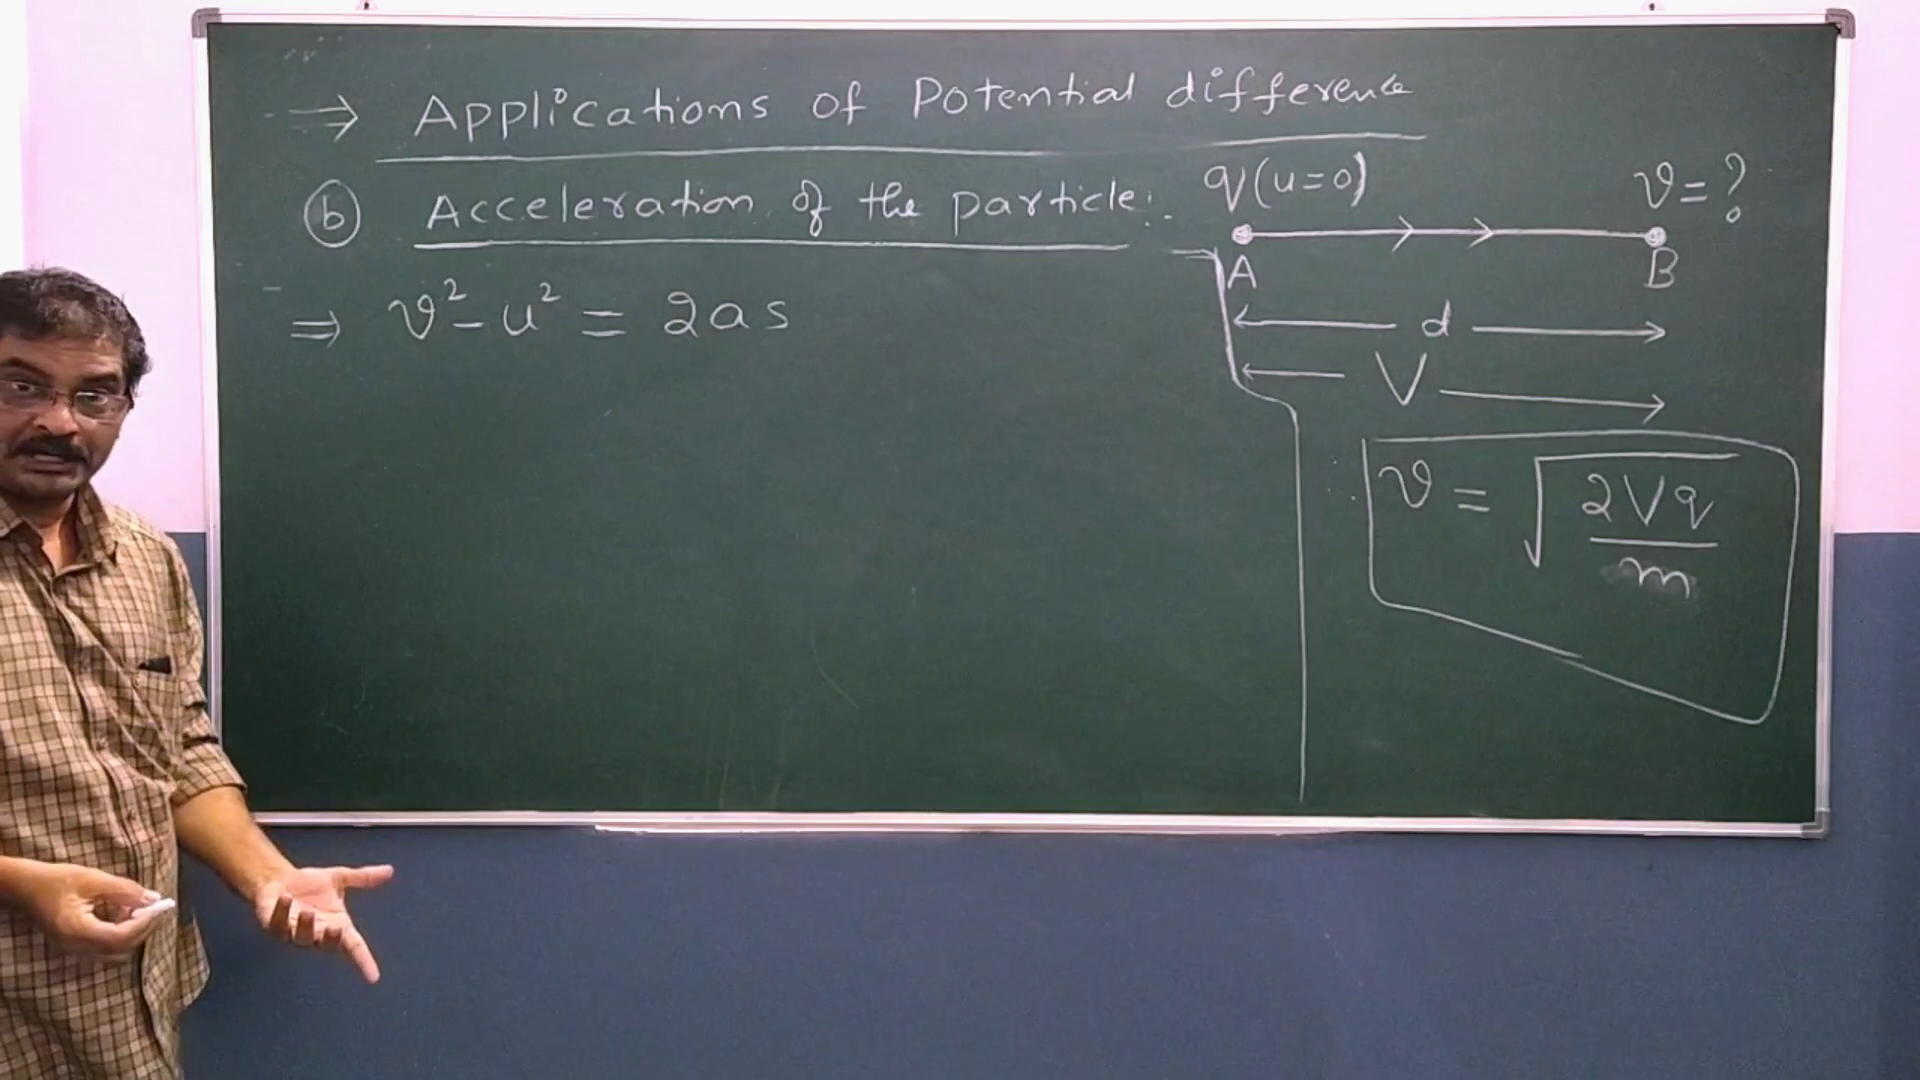 ⇒ Applications of Potential difference
(b) Acceleration of the particle:.
⇒ v² - u² = 2as
q(u=0) v=?
A B
d
V
v = √(2Vq/m)